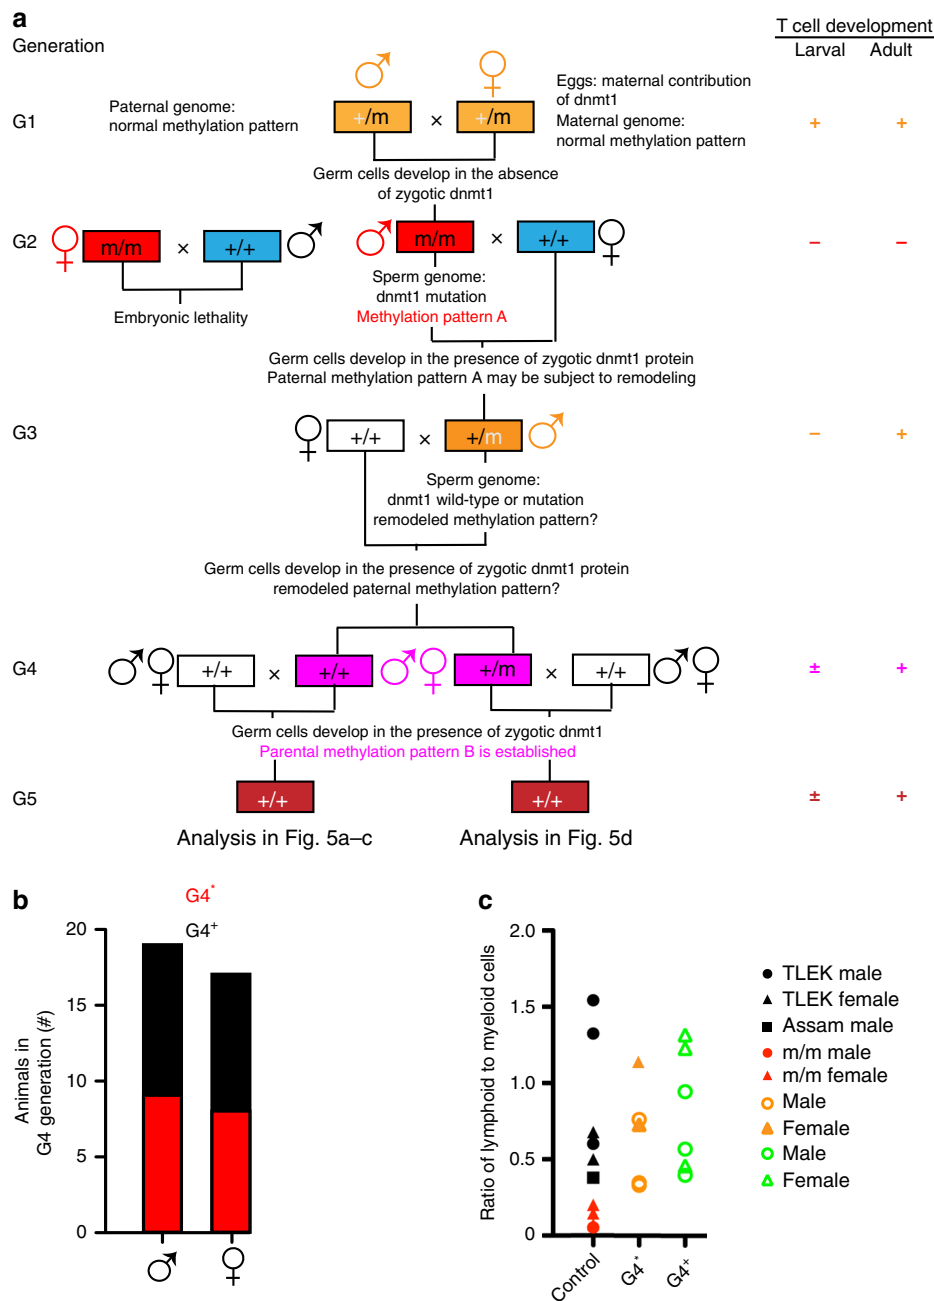 a
T cell development
Generation
Larval Adult
Paternal genome:
normal methylation pattern
Eggs: maternal contribution
of dnmt1
Maternal genome:
normal methylation pattern
G1
+/m × +/m
+ +
Germ cells develop in the absence
of zygotic dnmt1
G2
m/m × +/+
m/m × +/+
– –
Sperm genome:
dnmt1 mutation
Methylation pattern A
Embryonic lethality
Germ cells develop in the presence of zygotic dnmt1 protein
Paternal methylation pattern A may be subject to remodeling
G3
+/+ × +/m
– +
Sperm genome:
dnmt1 wild-type or mutation
remodeled methylation pattern?
Germ cells develop in the presence of zygotic dnmt1 protein
remodeled paternal methylation pattern?
G4
+/+ × +/+
+/m × +/+
± +
Germ cells develop in the presence of zygotic dnmt1
Parental methylation pattern B is established
G5
+/+
+/+
± +
Analysis in Fig. 5a–c
Analysis in Fig. 5d
b
G4*
G4+
Animals in
G4 generation (#)
20
15
10
5
0
♂ ♀
c
Ratio of lymphoid to myeloid cells
2.0
1.5
1.0
0.5
0
Control
G4*
G4+
TLEK male
TLEK female
Assam male
m/m male
m/m female
Male
Female
Male
Female